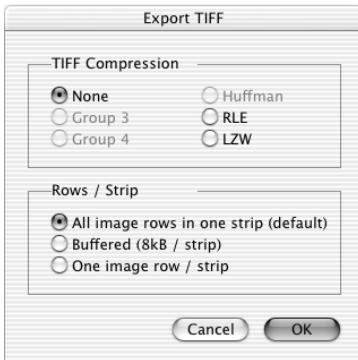 Export TIFF
TIFF Compression
None
Huffman
Group 3
RLE
Group 4
LZW
Rows / Strip
All image rows in one strip (default)
Buffered (8kB / strip)
One image row / strip
Cancel
OK